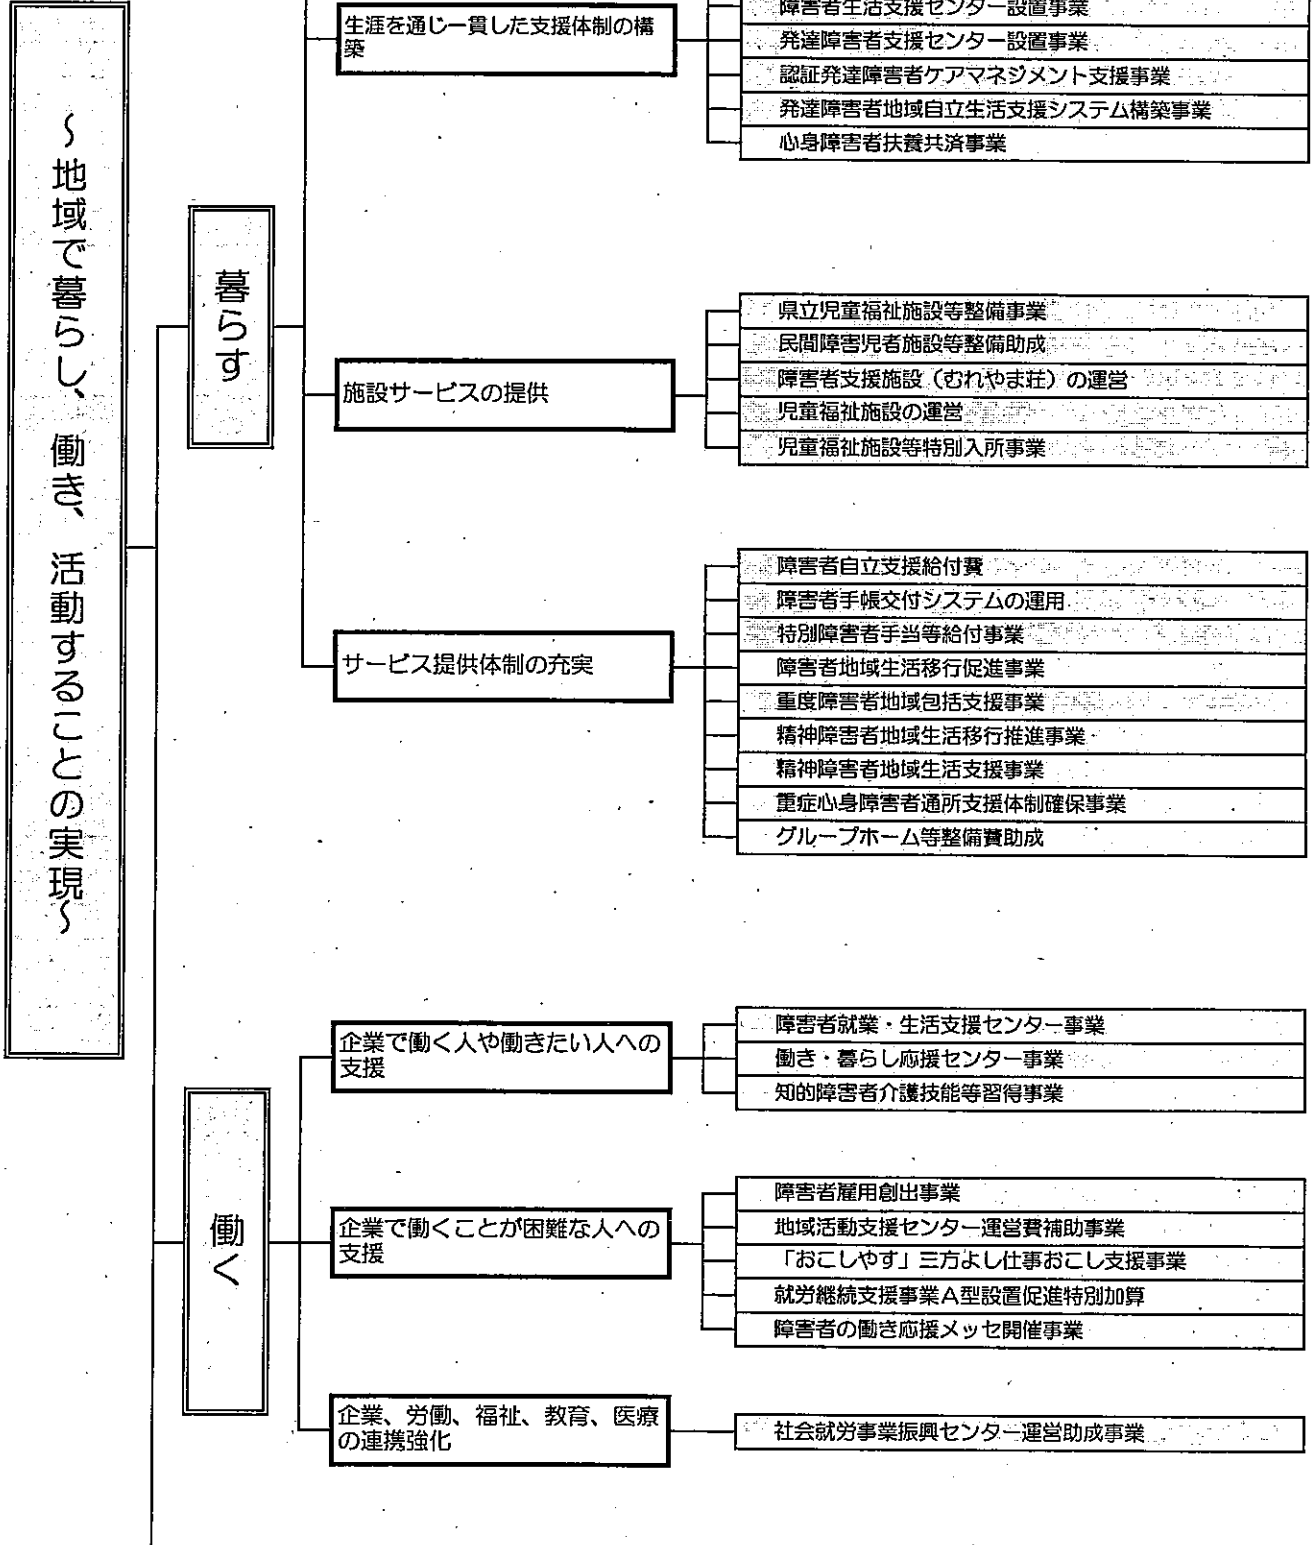 ～地域で暮らし、働き、活動することの実現～
暮らす
生涯を通じ一貫した支援体制の構
築
障害者生活支援センター設置事業
発達障害者支援センター設置事業
認証発達障害者ケアマネジメント支援事業
発達障害者地域自立生活支援システム構築事業
心身障害者扶養共済事業
施設サービスの提供
県立児童福祉施設等整備事業
民間障害児者施設等整備助成
障害者支援施設（むれやま荘）の運営
児童福祉施設の運営
児童福祉施設等特別入所事業
サービス提供体制の充実
障害者自立支援給付費
障害者手帳交付システムの運用
特別障害者手当等給付事業
障害者地域生活移行促進事業
重度障害者地域包括支援事業
精神障害者地域生活移行推進事業
精神障害者地域生活支援事業
重症心身障害者通所支援体制確保事業
グループホーム等整備費助成
働く
企業で働く人や働きたい人への
支援
障害者就業・生活支援センター事業
働き・暮らし応援センター事業
知的障害者介護技能等習得事業
企業で働くことが困難な人への
支援
障害者雇用創出事業
地域活動支援センター運営費補助事業
「おこしやす」三方よし仕事おこし支援事業
就労継続支援事業Ａ型設置促進特別加算
障害者の働き応援メッセ開催事業
企業、労働、福祉、教育、医療
の連携強化
社会就労事業振興センター運営助成事業